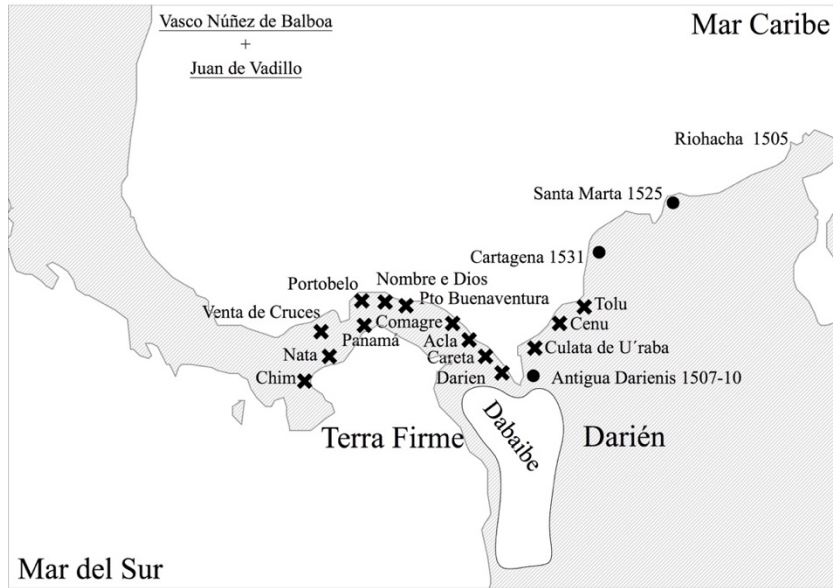 Vasco Núñez de Balboa
+
Juan de Vadillo
Mar Caribe
Riohacha 1505
Santa Marta 1525
Cartagena 1531
Portobelo
Nombre e Dios
Pto Buenaventura
Tolu
Venta de Cruces
Comagre
Cenu
Panamá
Acla
Culata de U´raba
Nata
Careta
Chim
Darien
Antigua Darienis 1507-10
Dabaibe
Terra Firme
Darién
Mar del Sur